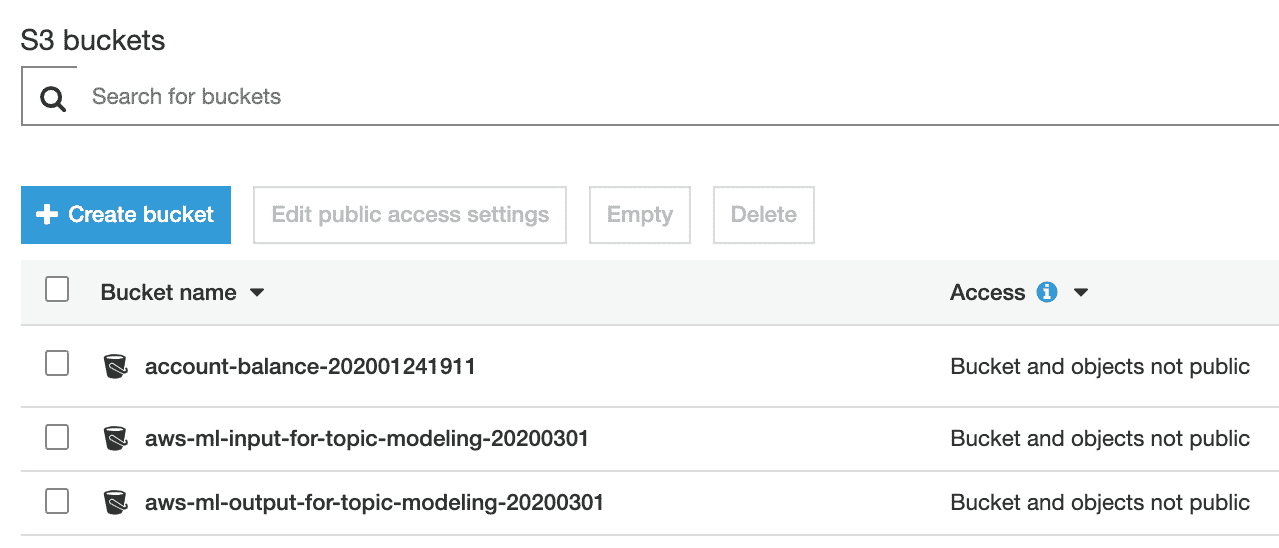 S3 buckets
Search for buckets
Create bucket Edit public access settings Empty Delete
Bucket name Access
account-balance-202001241911 Bucket and objects not public
aws-ml-input-for-topic-modeling-20200301 Bucket and objects not public
aws-ml-output-for-topic-modeling-20200301 Bucket and objects not public